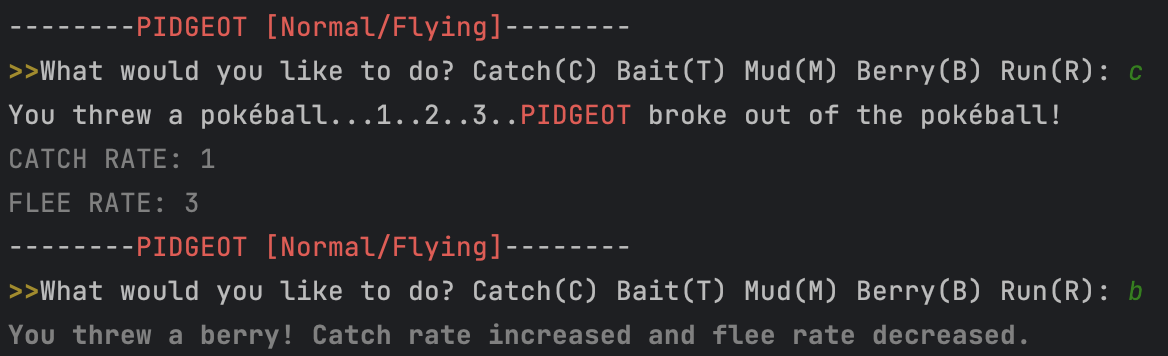 --------PIDGEOT [Normal/Flying]--------
>>What would you like to do? Catch(C) Bait(T) Mud(M) Berry(B) Run(R): c
You threw a pokéball...1..2..3..PIDGEOT broke out of the pokéball!
CATCH RATE: 1
FLEE RATE: 3
--------PIDGEOT [Normal/Flying]--------
>>What would you like to do? Catch(C) Bait(T) Mud(M) Berry(B) Run(R): b
You threw a berry! Catch rate increased and flee rate decreased.